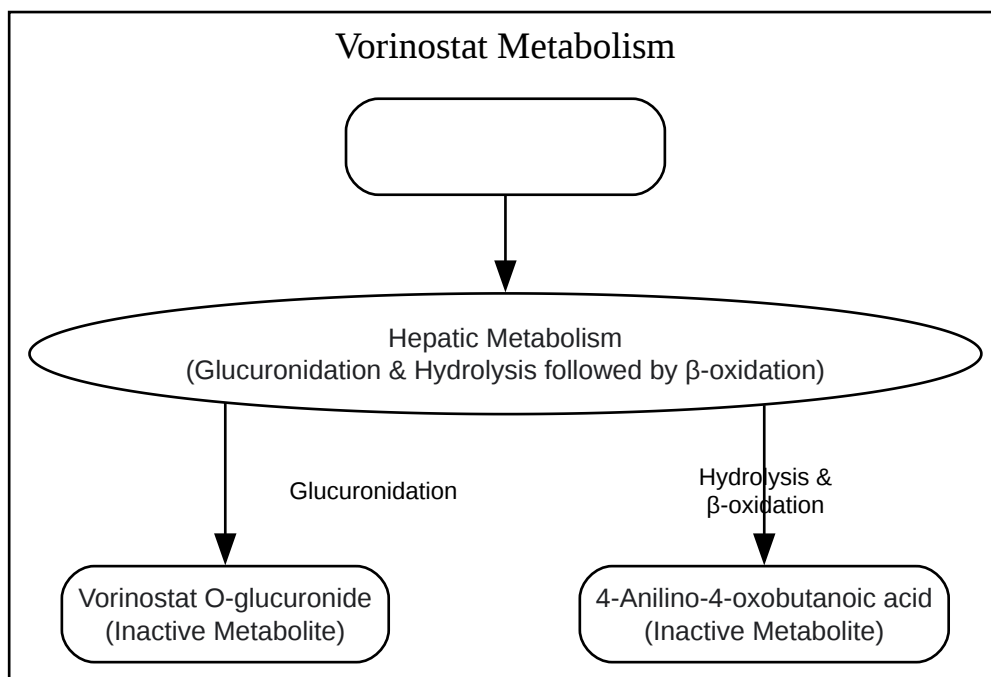 Vorinostat Metabolism
Hepatic Metabolism
(Glucuronidation & Hydrolysis followed by β-oxidation)
Glucuronidation
Hydrolysis &
β-oxidation
Vorinostat O-glucuronide
(Inactive Metabolite)
4-Anilino-4-oxobutanoic acid
(Inactive Metabolite)